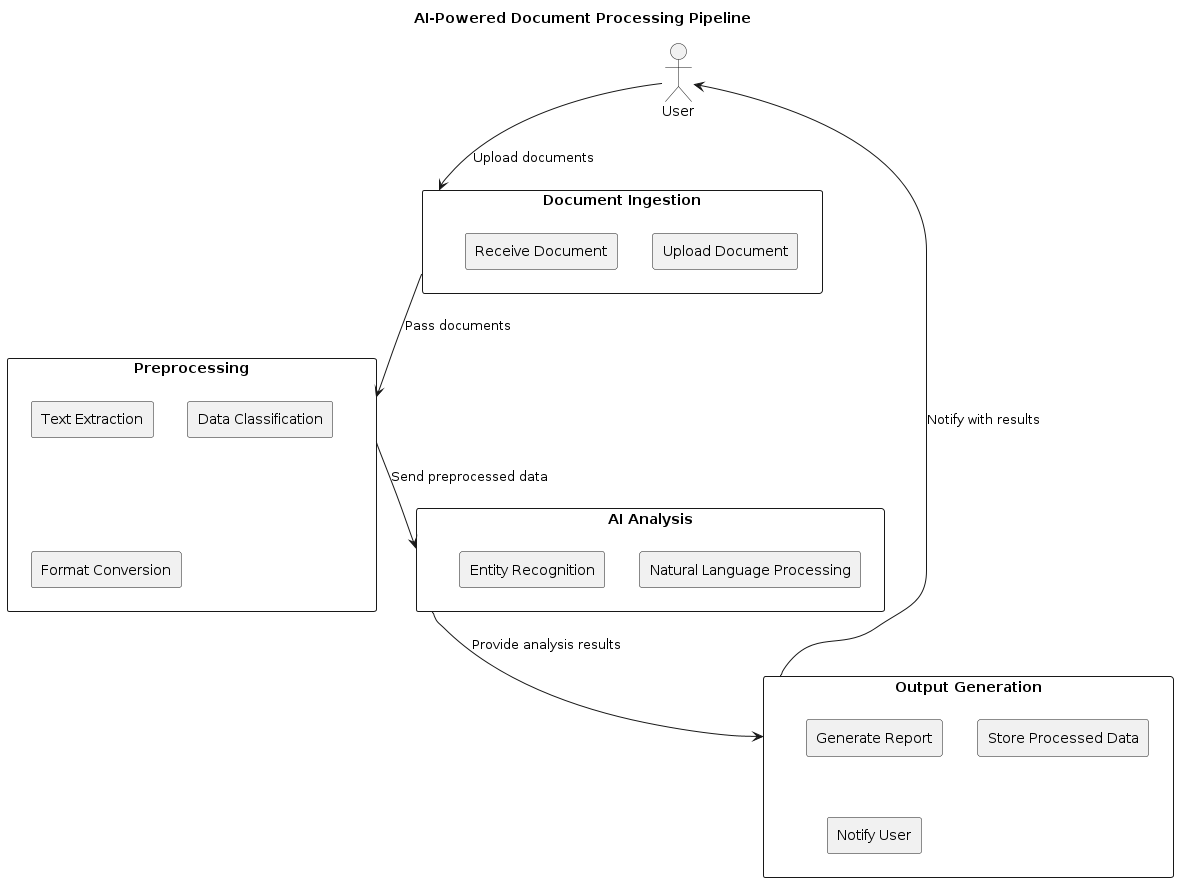 AI-Powered Document Processing Pipeline
User
Upload documents
Document Ingestion
Receive Document
Upload Document
Pass documents
Preprocessing
Text Extraction
Data Classification
Notify with results
Send preprocessed data
AI Analysis
Format Conversion
Entity Recognition
Natural Language Processing
Provide analysis results
Output Generation
Generate Report
Store Processed Data
Notify User